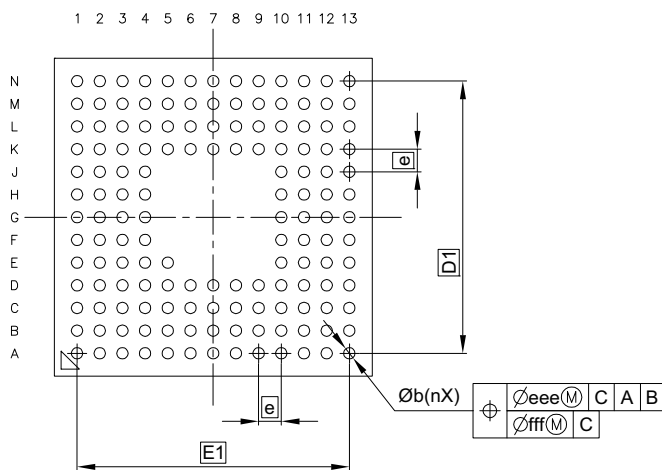 1 2 3 4 5 6 7 8 9 10 11 12 13
N
M
L
K
J
H
G
F
E
D
C
B
A
e
D1
e
E1
Øb(nX)
⌖ Øeee Ⓜ C A B
Øfff Ⓜ C